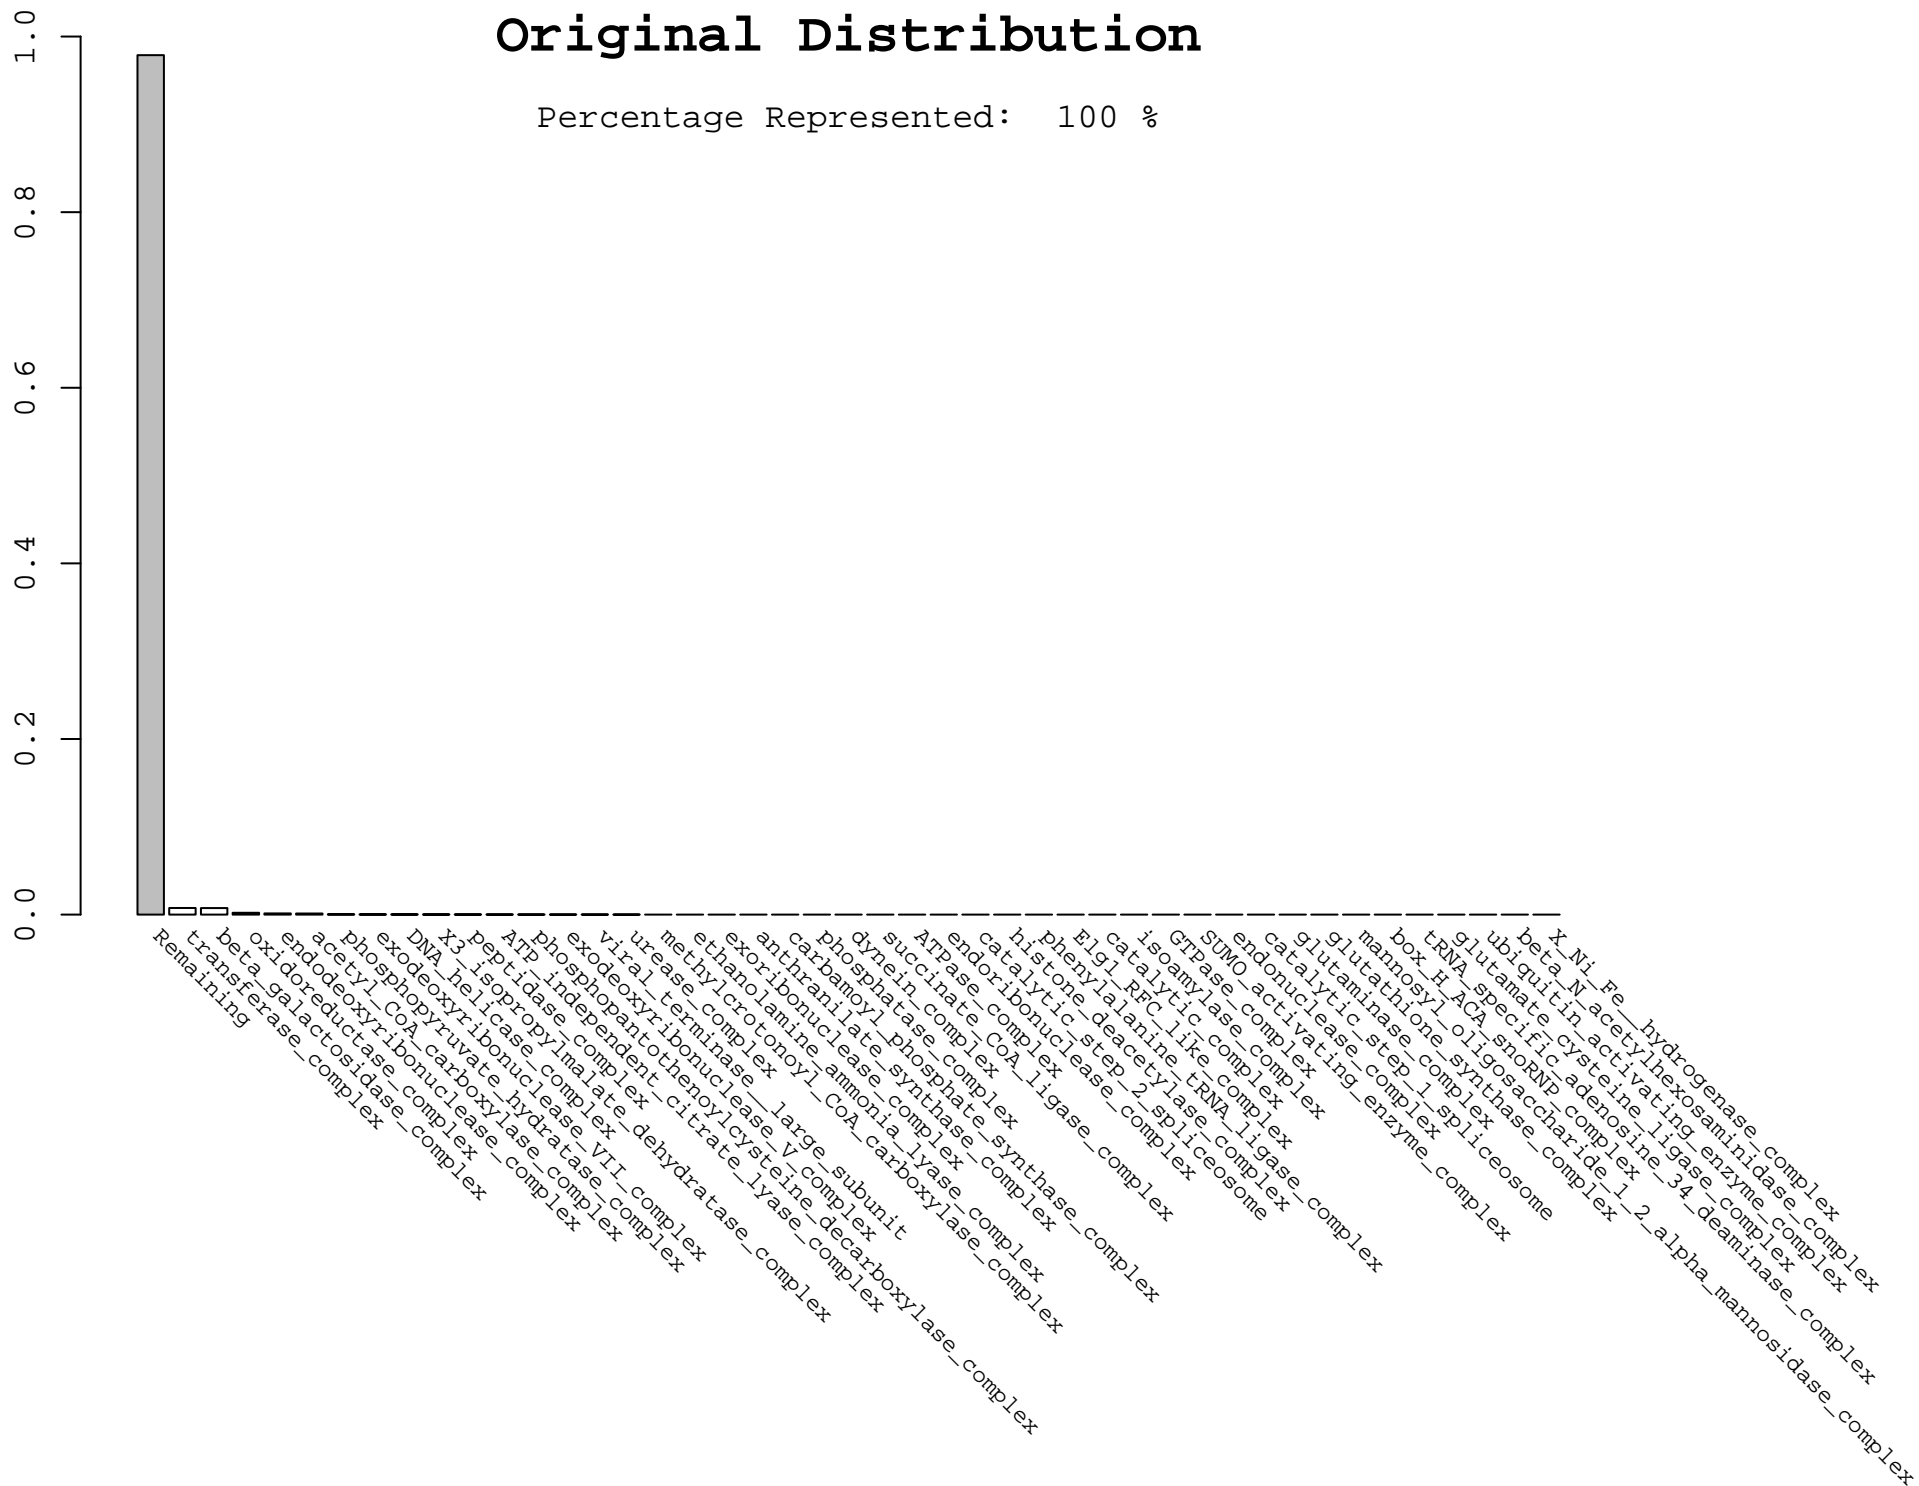 Original Distribution
Percentage Represented:  100 %
1.0
0.8
0.6
0.4
0.2
0.0
Remaining
transferase_complex
beta_galactosidase_complex
oxidoreductase_complex
endodeoxyribonuclease_complex
acetyl_CoA_carboxylase_complex
phosphopyruvate_hydratase_complex
exodeoxyribonuclease_VII_complex
DNA_helicase_complex
X3_isopropylmalate_dehydratase_complex
peptidase_complex
ATP_independent_citrate_lyase_complex
phosphopantothenoylcysteine_decarboxylase_complex
exodeoxyribonuclease_V_complex
viral_terminase__large_subunit
urease_complex
methylcrotonoyl_CoA_carboxylase_complex
ethanolamine_ammonia_lyase_complex
exoribonuclease_complex
anthranilate_synthase_complex
carbamoyl_phosphate_synthase_complex
phosphatase_complex
dynein_complex
succinate_CoA_ligase_complex
ATPase_complex
endoribonuclease_complex
catalytic_step_2_spliceosome
histone_deacetylase_complex
phenylalanine_tRNA_ligase_complex
Elg1_RFC_like_complex
catalytic_complex
isoamylase_complex
GTPase_complex
SUMO_activating_enzyme_complex
endonuclease_complex
catalytic_step_1_spliceosome
glutaminase_complex
glutathione_synthase_complex
mannosyl_oligosaccharide_1_2_alpha_mannosidase_complex
box_H_ACA_snoRNP_complex
tRNA_specific_adenosine_34_deaminase_complex
glutamate_cysteine_ligase_complex
ubiquitin_activating_enzyme_complex
beta_N_acetylhexosaminidase_complex
X_Ni_Fe__hydrogenase_complex